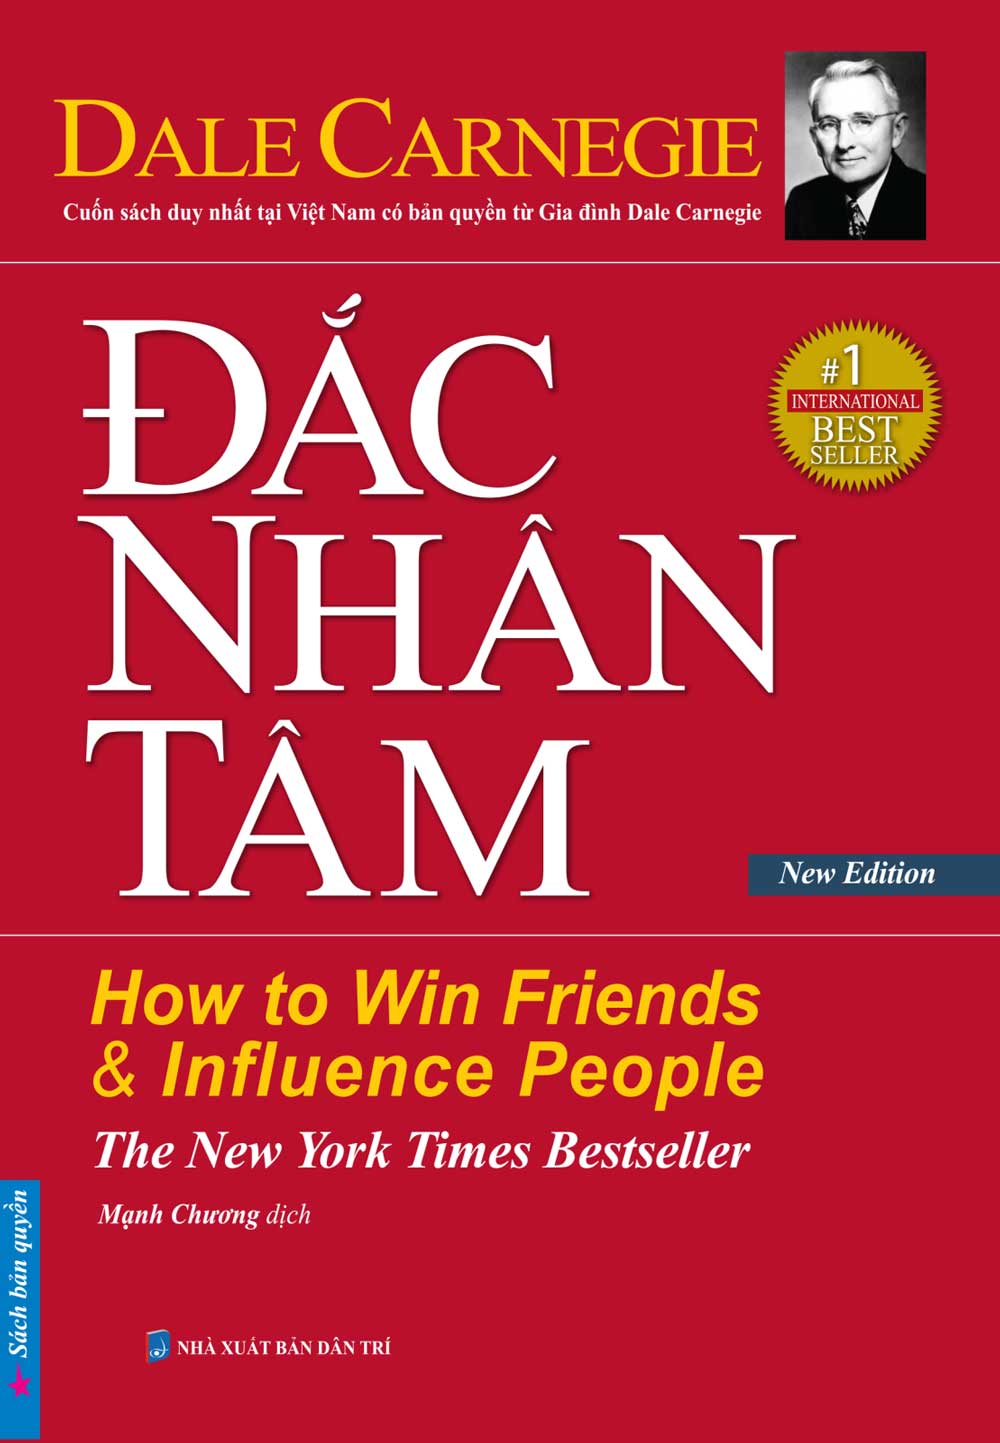 DALE CARNEGIE
Cuốn sách duy nhất tại Việt Nam có bản quyền từ Gia đình Dale Carnegie
ĐẮC
NHÂN
TÂM
#1
INTERNATIONAL
BEST
SELLER
New Edition
How to Win Friends
& Influence People
The New York Times Bestseller
Mạnh Chương dịch
Sách bản quyền
NHÀ XUẤT BẢN DÂN TRÍ